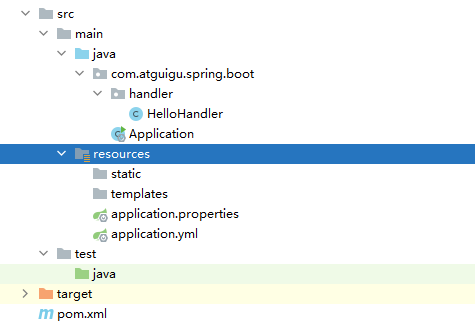 src
main
java
com.atguigu.spring.boot
handler
HelloHandler
Application
resources
static
templates
application.properties
application.yml
test
java
target
pom.xml